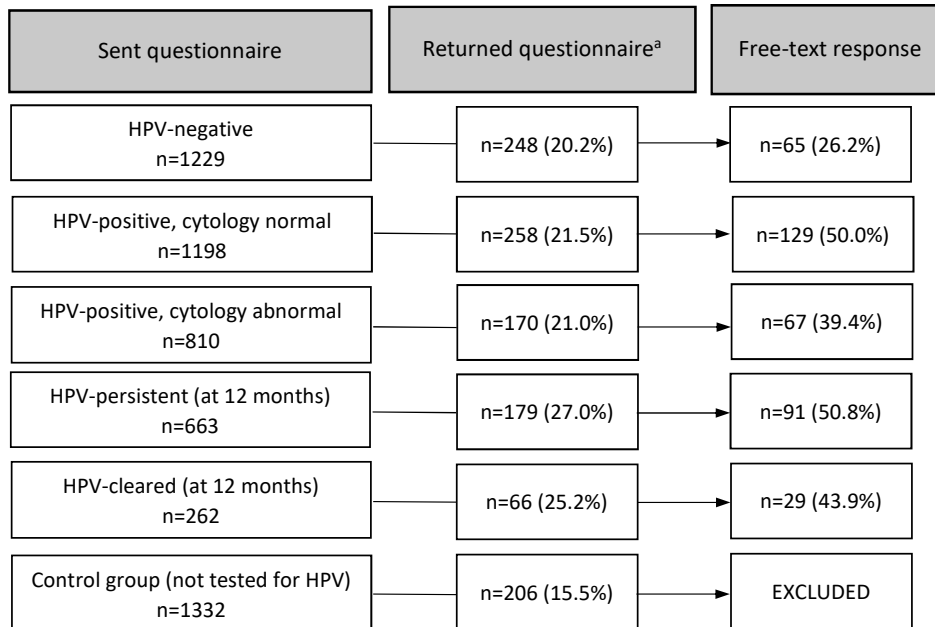 Sent questionnaire
Returned questionnaireᵃ
Free-text response
HPV-negative
n=1229
n=248 (20.2%)
n=65 (26.2%)
HPV-positive, cytology normal
n=1198
n=258 (21.5%)
n=129 (50.0%)
HPV-positive, cytology abnormal
n=810
n=170 (21.0%)
n=67 (39.4%)
HPV-persistent (at 12 months)
n=663
n=179 (27.0%)
n=91 (50.8%)
HPV-cleared (at 12 months)
n=262
n=66 (25.2%)
n=29 (43.9%)
Control group (not tested for HPV)
n=1332
n=206 (15.5%)
EXCLUDED